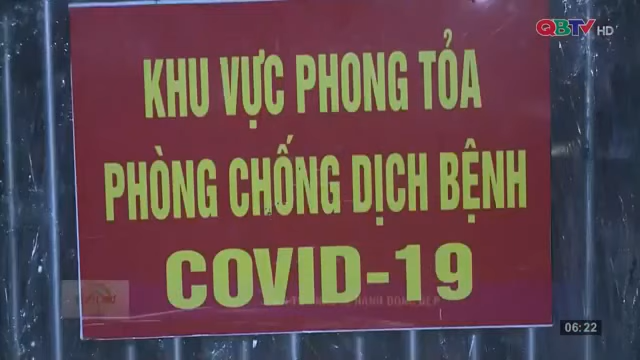 QBTV HD
KHU VỰC PHONG TỎA
PHÒNG CHỐNG DỊCH BỆNH
COVID-19
06:22